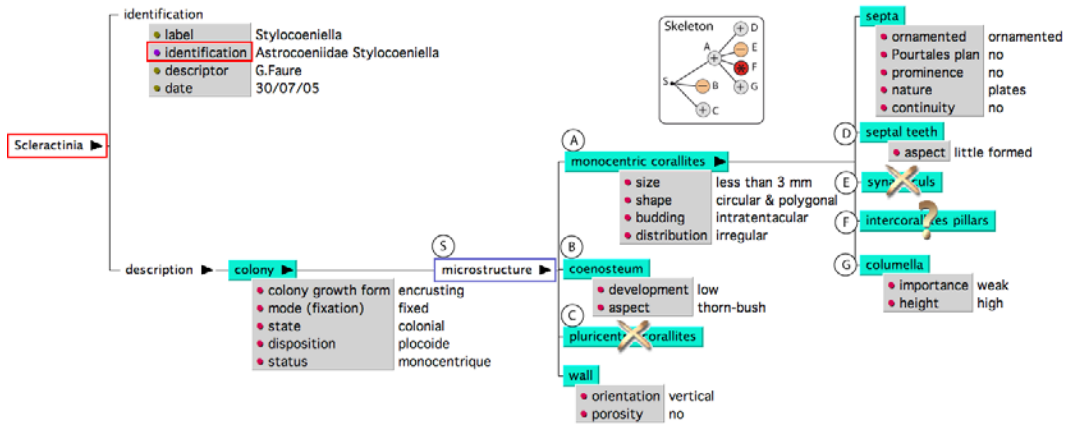 identification
label Stylocoeniella
identification Astrocoeniidae Stylocoeniella
descriptor G.Faure
date 30/07/05
Scleractinia
description
colony
colony growth form encrusting
mode (fixation) fixed
state colonial
disposition plocoide
status monocentrique
S
microstructure
Skeleton
A
D
E
F
G
S
B
C
A
monocentric corallites
size less than 3 mm
shape circular & polygonal
budding intratentacular
distribution irregular
B
coenosteum
development low
aspect thorn-bush
C
wall
orientation vertical
porosity no
septa
ornamented ornamented
Pourtales plan no
prominence no
nature plates
continuity no
D
septal teeth
aspect little formed
E
F
intercorallites pillars
G
columella
importance weak
height high